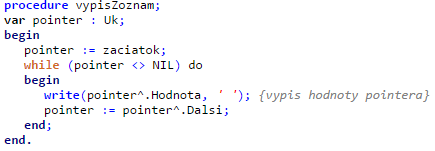 procedure vypisZoznam;
var pointer : Uk;
begin
pointer := zaciatok;
while (pointer <> NIL) do
begin
write(pointer^.Hodnota, ' '); {vypis hodnoty pointera}
pointer := pointer^.Dalsi;
end;
end.